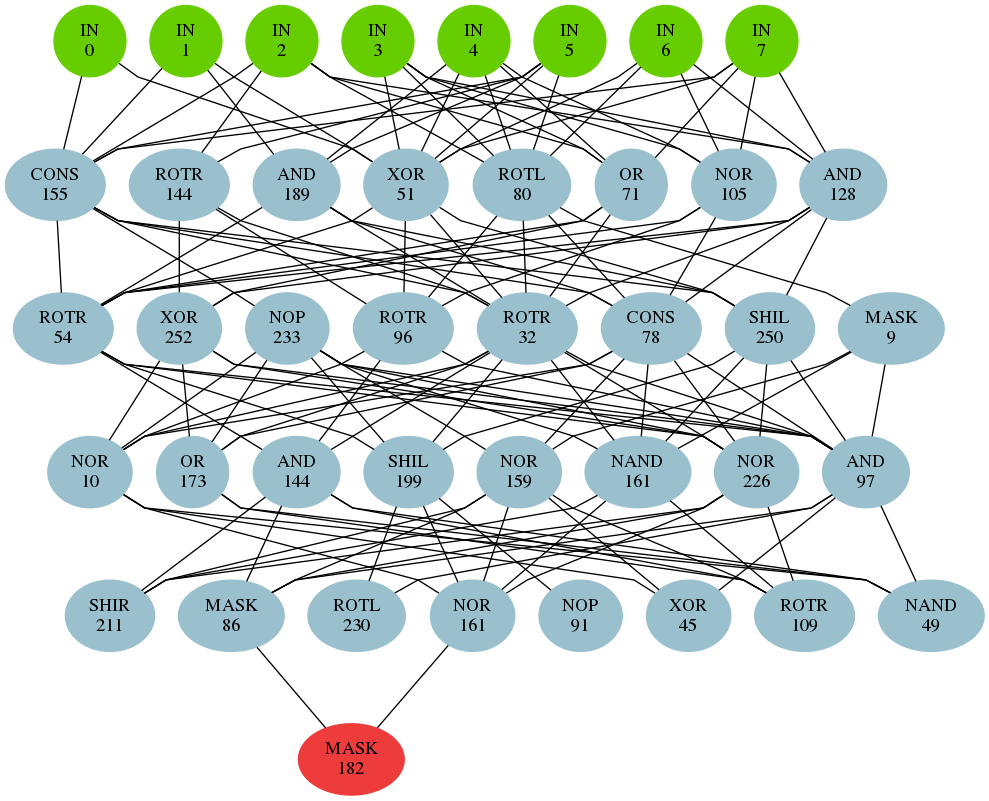 IN
0
IN
1
IN
2
IN
3
IN
4
IN
5
IN
6
IN
7
CONS
155
ROTR
144
AND
189
XOR
51
ROTL
80
OR
71
NOR
105
AND
128
ROTR
54
XOR
252
NOP
233
ROTR
96
ROTR
32
CONS
78
SHIL
250
MASK
9
NOR
10
OR
173
AND
144
SHIL
199
NOR
159
NAND
161
NOR
226
AND
97
SHIR
211
MASK
86
ROTL
230
NOR
161
NOP
91
XOR
45
ROTR
109
NAND
49
MASK
182